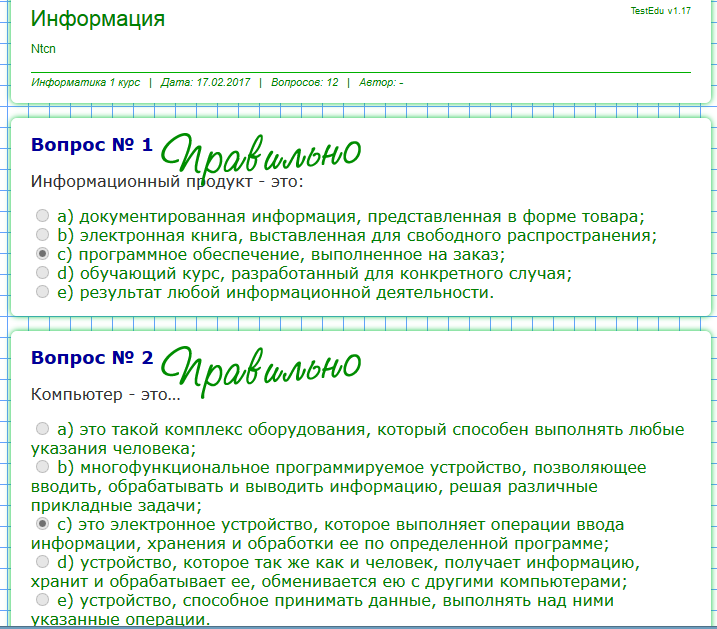 Информация
TestEdu v1.17
Ntcn
Информатика 1 курс | Дата: 17.02.2017 | Вопросов: 12 | Автор: -
Вопрос № 1 Правильно
Информационный продукт - это:
a) документированная информация, представленная в форме товара;
b) электронная книга, выставленная для свободного распространения;
c) программное обеспечение, выполненное на заказ;
d) обучающий курс, разработанный для конкретного случая;
e) результат любой информационной деятельности.
Вопрос № 2 Правильно
Компьютер - это...
a) это такой комплекс оборудования, который способен выполнять любые
указания человека;
b) многофункциональное программируемое устройство, позволяющее
вводить, обрабатывать и выводить информацию, решая различные
прикладные задачи;
c) это электронное устройство, которое выполняет операции ввода
информации, хранения и обработки ее по определенной программе;
d) устройство, которое так же как и человек, получает информацию,
хранит и обрабатывает ее, обменивается ею с другими компьютерами;
e) устройство, способное принимать данные, выполнять над ними
указанные операции.